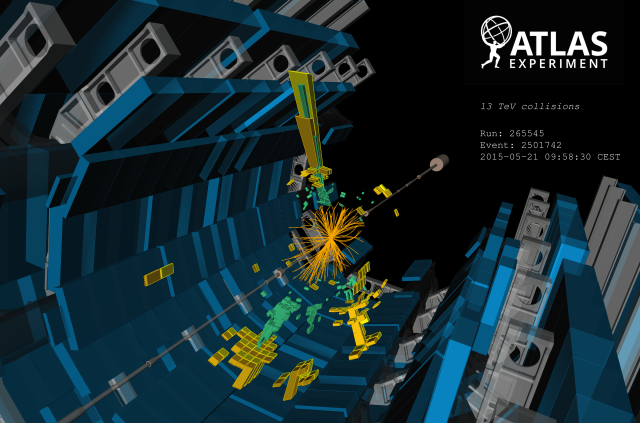 ATLAS
EXPERIMENT
13 TeV collisions
Run: 265545
Event: 2501742
2015-05-21 09:58:30 CEST